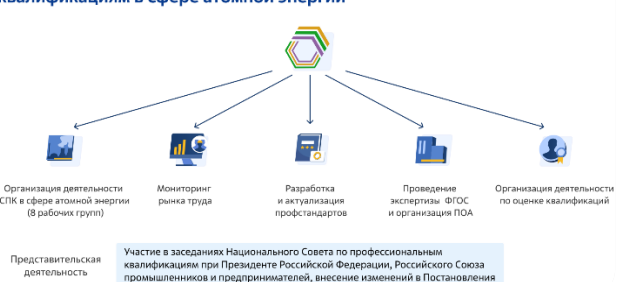 квалификациям в сфере атомной энергии
Организация деятельности
СПК в сфере атомной энергии
(8 рабочих групп)
Мониторинг
рынка труда
Разработка
и актуализация
профстандартов
Проведение
экспертизы ФГОС
и организация ПОА
Организация деятельности
по оценке квалификаций
Представительская
деятельность
Участие в заседаниях Национального Совета по профессиональным
квалификациям при Президенте Российской Федерации, Российского Союза
промышленников и предпринимателей, внесение изменений в Постановления